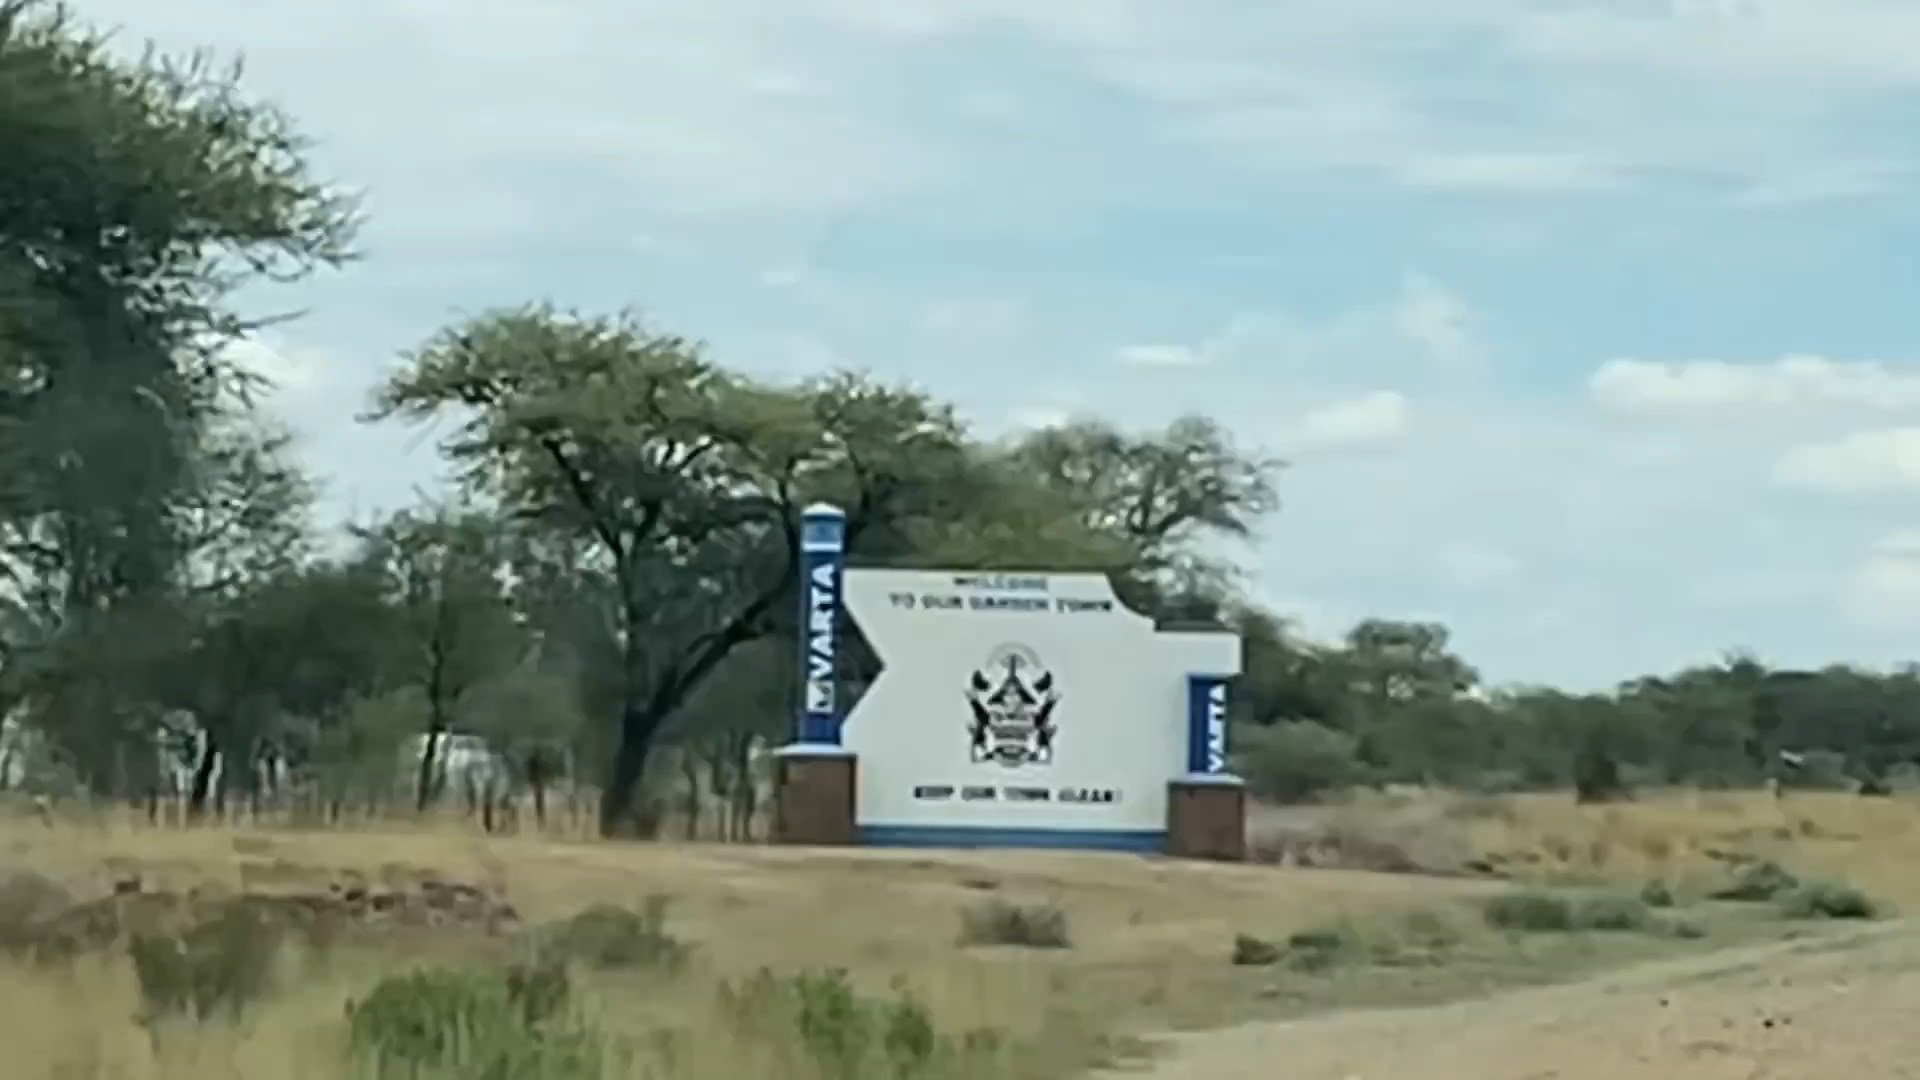 WELCOME
TO OUR GARDEN TOWN
KEEP OUR TOWN CLEAN!
VARTA
VARTA